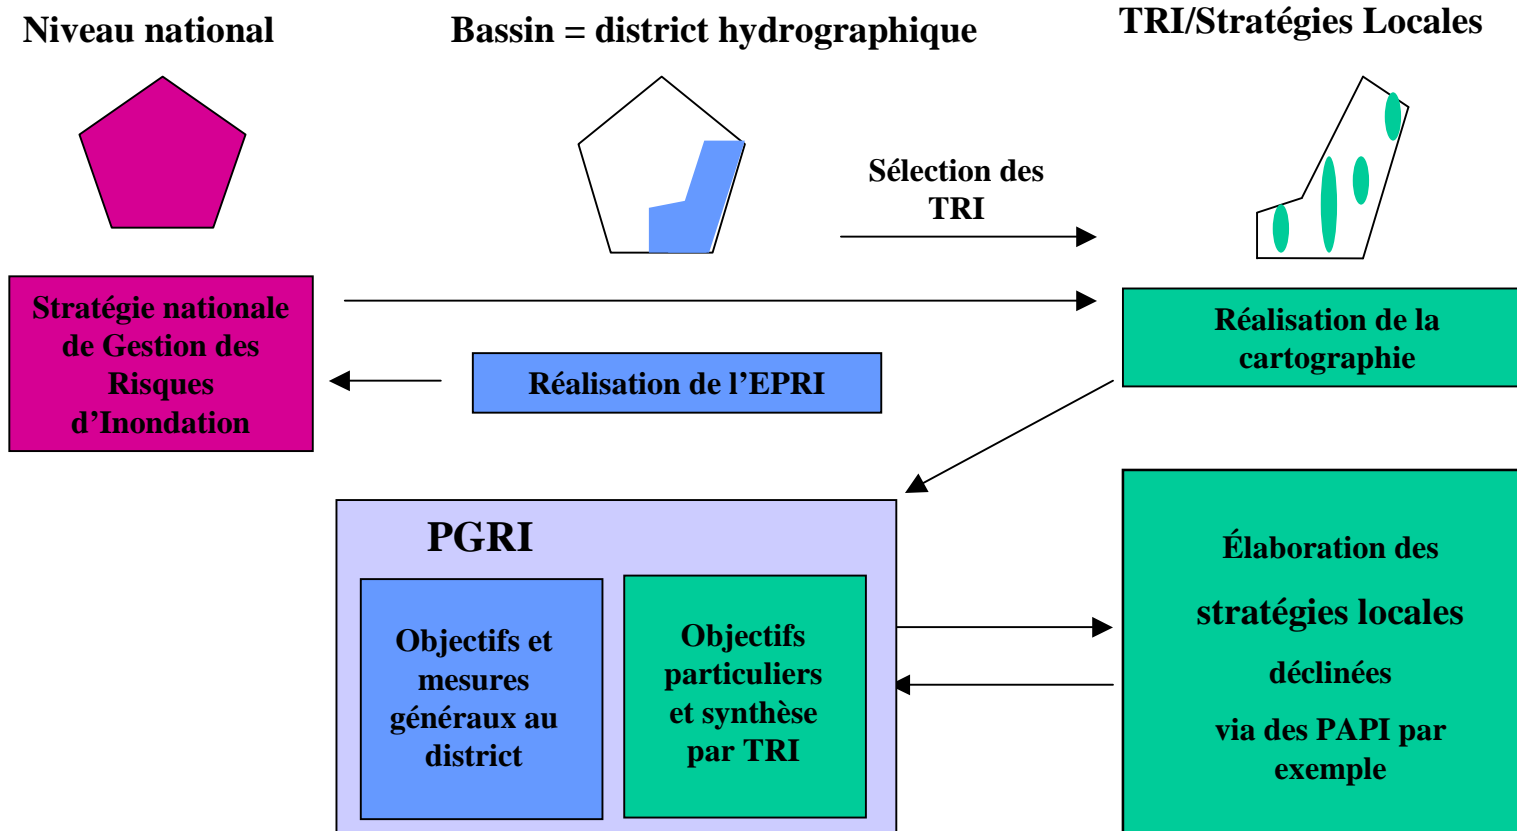 Niveau national
Bassin = district hydrographique
TRI/Stratégies Locales
Sélection des
TRI
Stratégie nationale
de Gestion des
Risques
d’Inondation
Réalisation de l’EPRI
Réalisation de la
cartographie
PGRI
Objectifs et
mesures
généraux au
district
Objectifs
particuliers
et synthèse
par TRI
Élaboration des
stratégies locales
déclinées
via des PAPI par
exemple